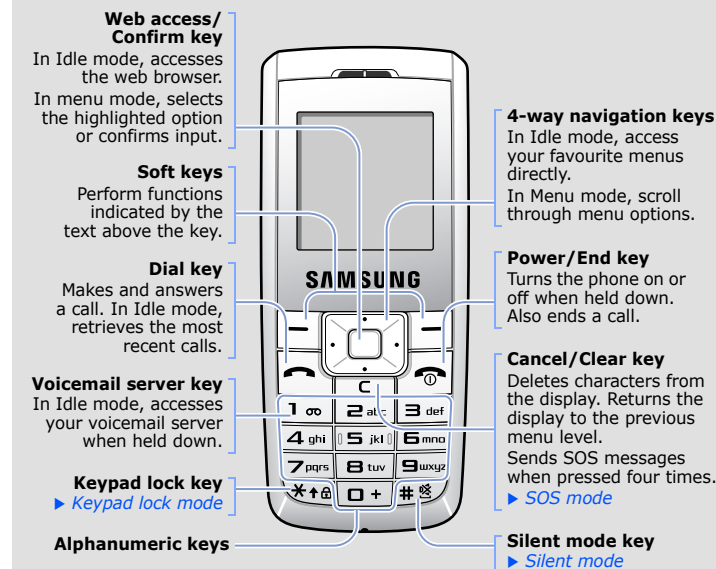 Web access/
Confirm key
In Idle mode, accesses
the web browser.
In menu mode, selects
the highlighted option
or confirms input.
Soft keys
Perform functions
indicated by the
text above the key.
Dial key
Makes and answers
a call. In Idle mode,
retrieves the most
recent calls.
Voicemail server key
In Idle mode, accesses
your voicemail server
when held down.
Keypad lock key
▶ Keypad lock mode
Alphanumeric keys
SAMSUNG
C
1
2 abc
3 def
4 ghi
5 jkl
6 mno
7 pqrs
8 tuv
9 wxyz
*
0 +
#
4-way navigation keys
In Idle mode, access
your favourite menus
directly.
In Menu mode, scroll
through menu options.
Power/End key
Turns the phone on or
off when held down.
Also ends a call.
Cancel/Clear key
Deletes characters from
the display. Returns the
display to the previous
menu level.
Sends SOS messages
when pressed four times.
▶ SOS mode
Silent mode key
▶ Silent mode